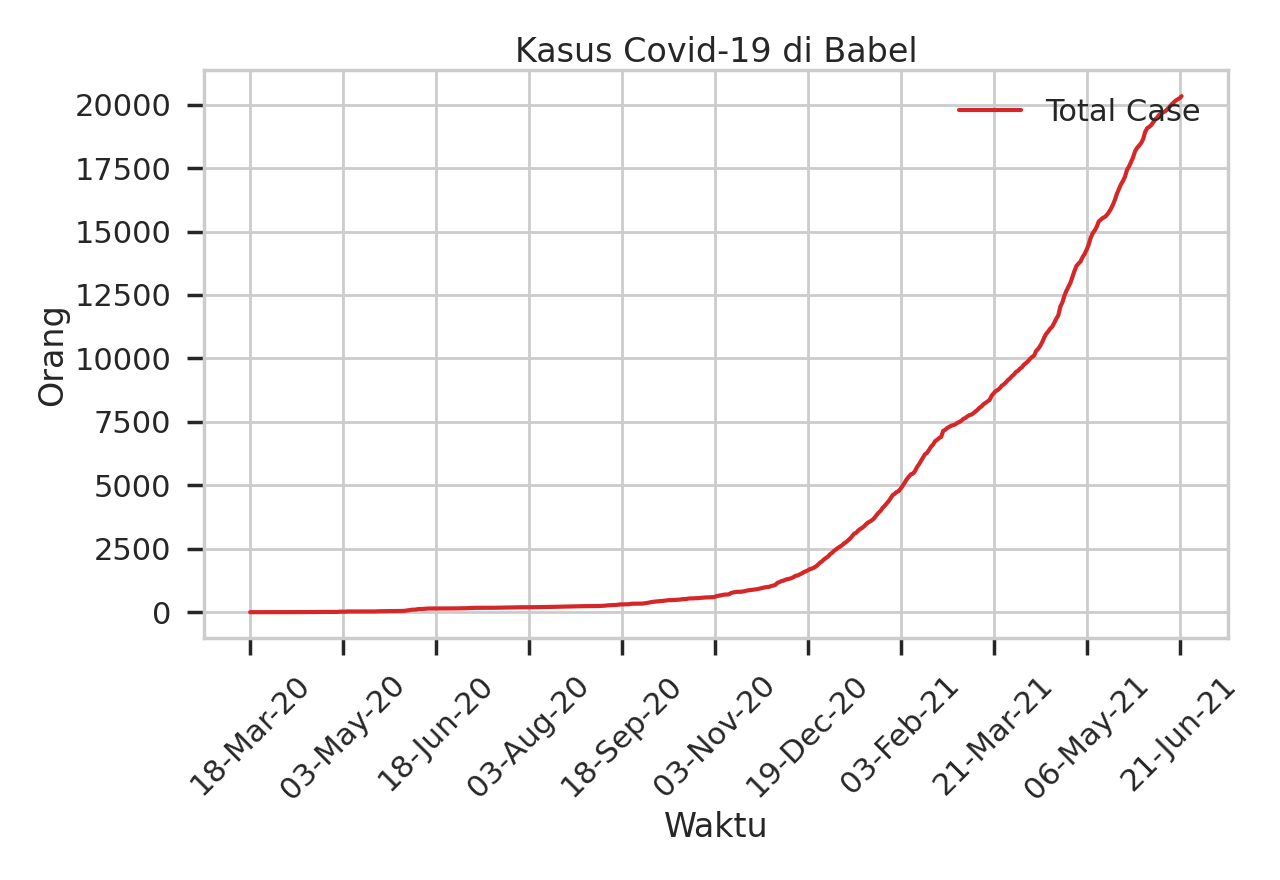 Kasus Covid-19 di Babel
Total Case
20000
17500
15000
12500
10000
7500
5000
2500
0
Orang
18-Mar-20
03-May-20
18-Jun-20
03-Aug-20
18-Sep-20
03-Nov-20
19-Dec-20
03-Feb-21
21-Mar-21
06-May-21
21-Jun-21
Waktu